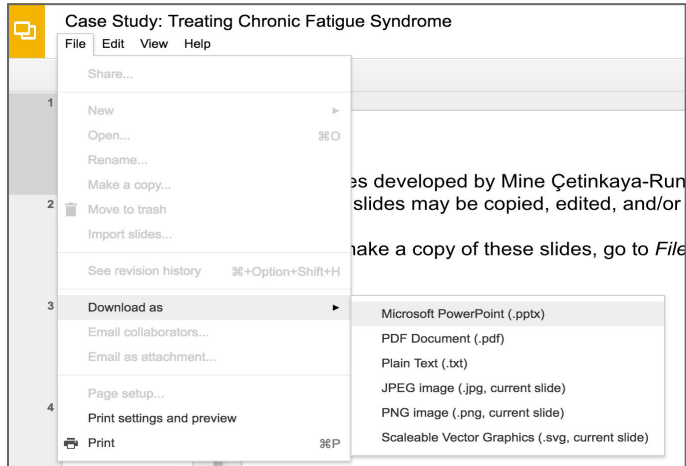 Case Study: Treating Chronic Fatigue Syndrome
File Edit View Help
Share...
1
New
Open... ⌘O
Rename...
Make a copy...
es developed by Mine Çetinkaya-Run
2 Move to trash
slides may be copied, edited, and/or
Import slides...
make a copy of these slides, go to File
See revision history ⌘+Option+Shift+H
3 Download as
Microsoft PowerPoint (.pptx)
Email collaborators...
PDF Document (.pdf)
Email as attachment...
Plain Text (.txt)
JPEG image (.jpg, current slide)
Page setup...
4
PNG image (.png, current slide)
Print settings and preview
Print ⌘P
Scaleable Vector Graphics (.svg, current slide)